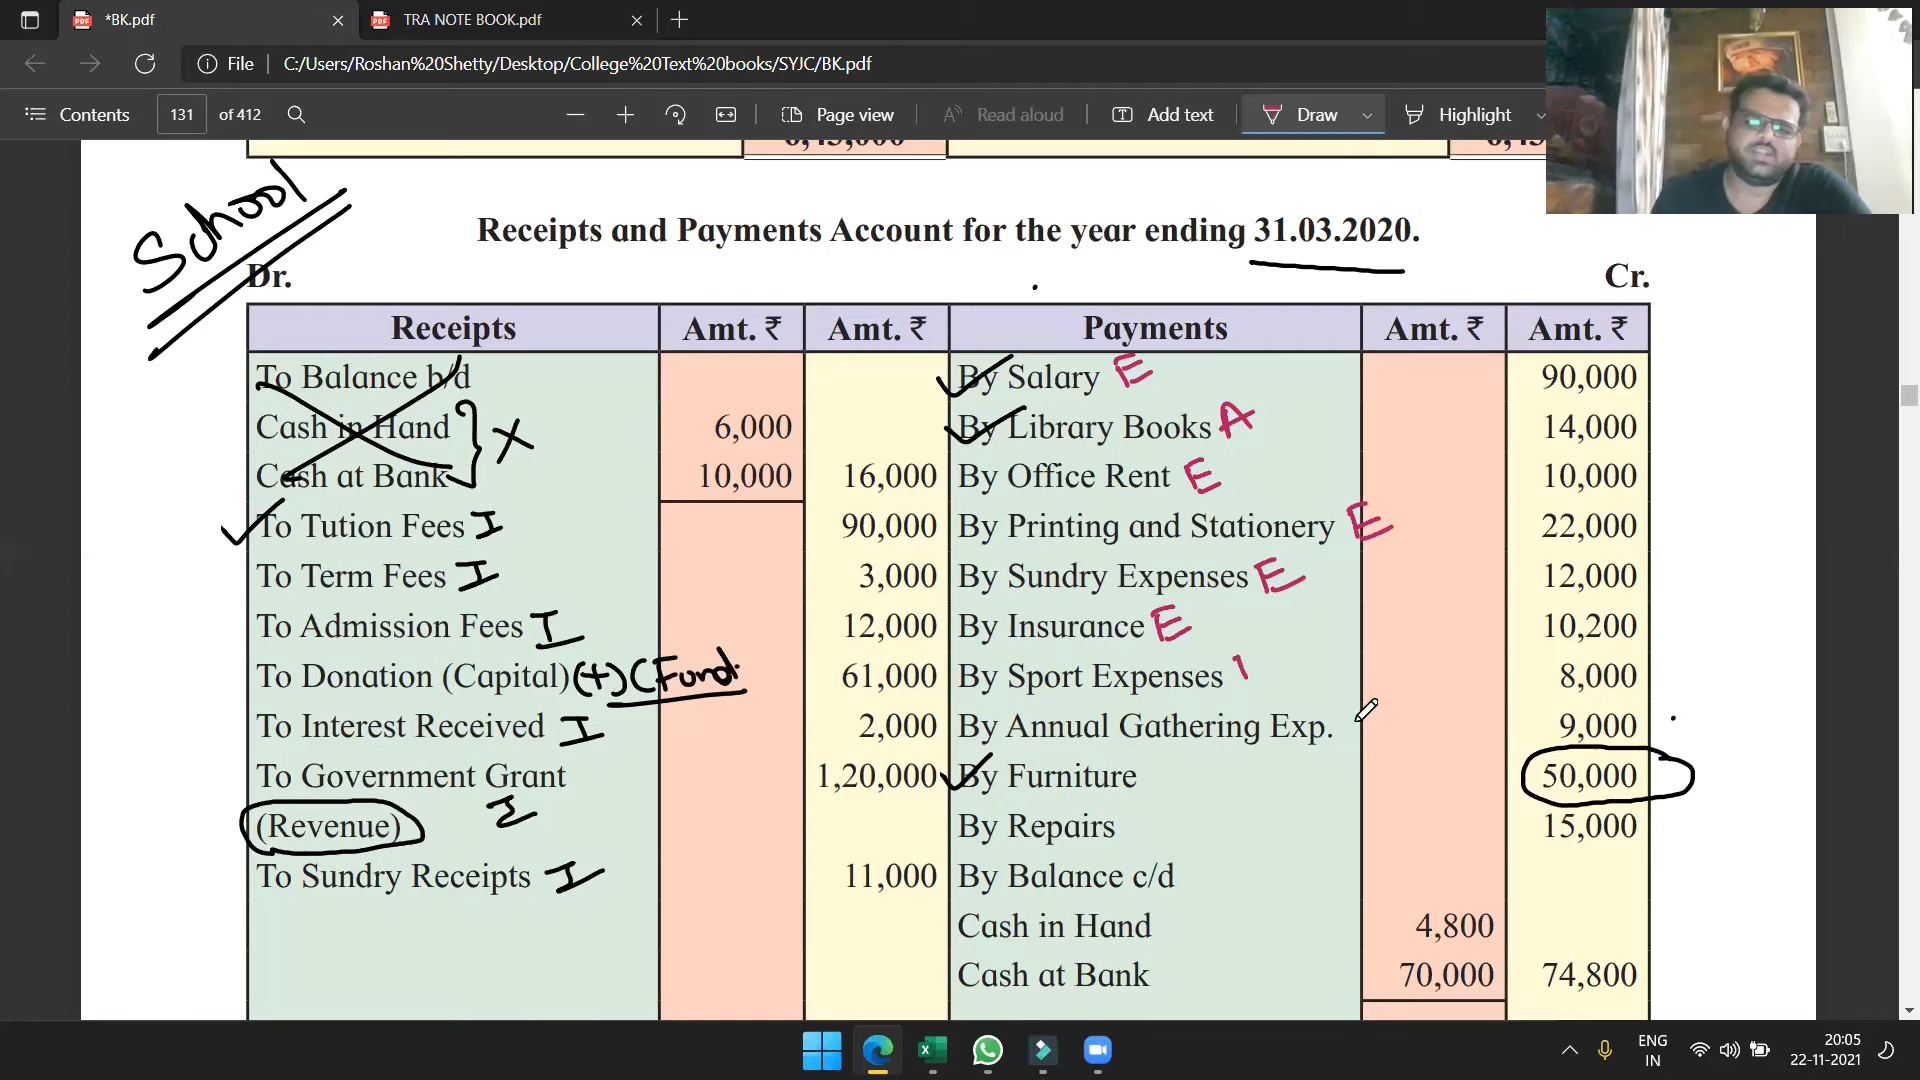 *BK.pdf
TRA NOTE BOOK.pdf
File C:/Users/Roshan%20Shetty/Desktop/College%20Text%20books/SYJC/BK.pdf
Contents 131 of 412 Page view Read aloud Add text Draw Highlight
School
Receipts and Payments Account for the year ending 31.03.2020.
Dr. Cr.
Receipts Amt. ₹ Amt. ₹ Payments Amt. ₹ Amt. ₹
To Balance b/d By Salary E 90,000
Cash in Hand X 6,000 By Library Books A 14,000
Cash at Bank 10,000 16,000 By Office Rent E 10,000
To Tution Fees I 90,000 By Printing and Stationery E 22,000
To Term Fees I 3,000 By Sundry Expenses E 12,000
To Admission Fees I 12,000 By Insurance E 10,200
To Donation (Capital) (+) (Fund 61,000 By Sport Expenses 8,000
To Interest Received I 2,000 By Annual Gathering Exp. 9,000
To Government Grant 1,20,000 By Furniture 50,000
(Revenue) I By Repairs 15,000
To Sundry Receipts I 11,000 By Balance c/d
Cash in Hand 4,800
Cash at Bank 70,000 74,800
ENG
IN
20:05
22-11-2021